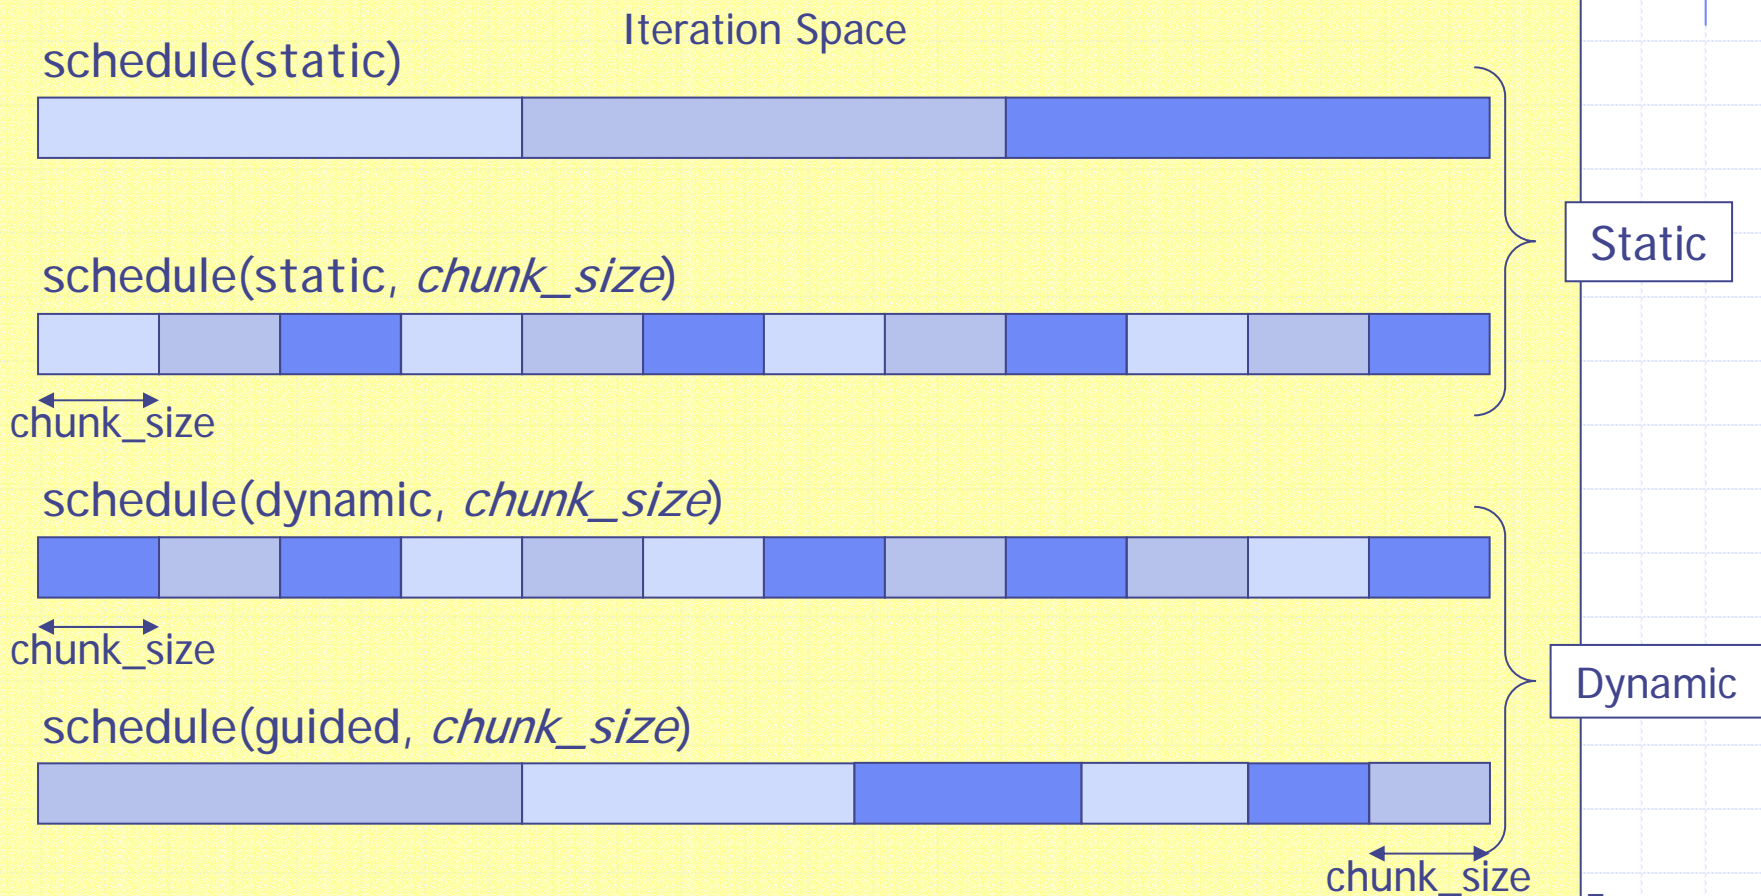 Iteration Space
schedule(static)
Static
schedule(static, chunk_size)
chunk_size
schedule(dynamic, chunk_size)
chunk_size
Dynamic
schedule(guided, chunk_size)
chunk_size